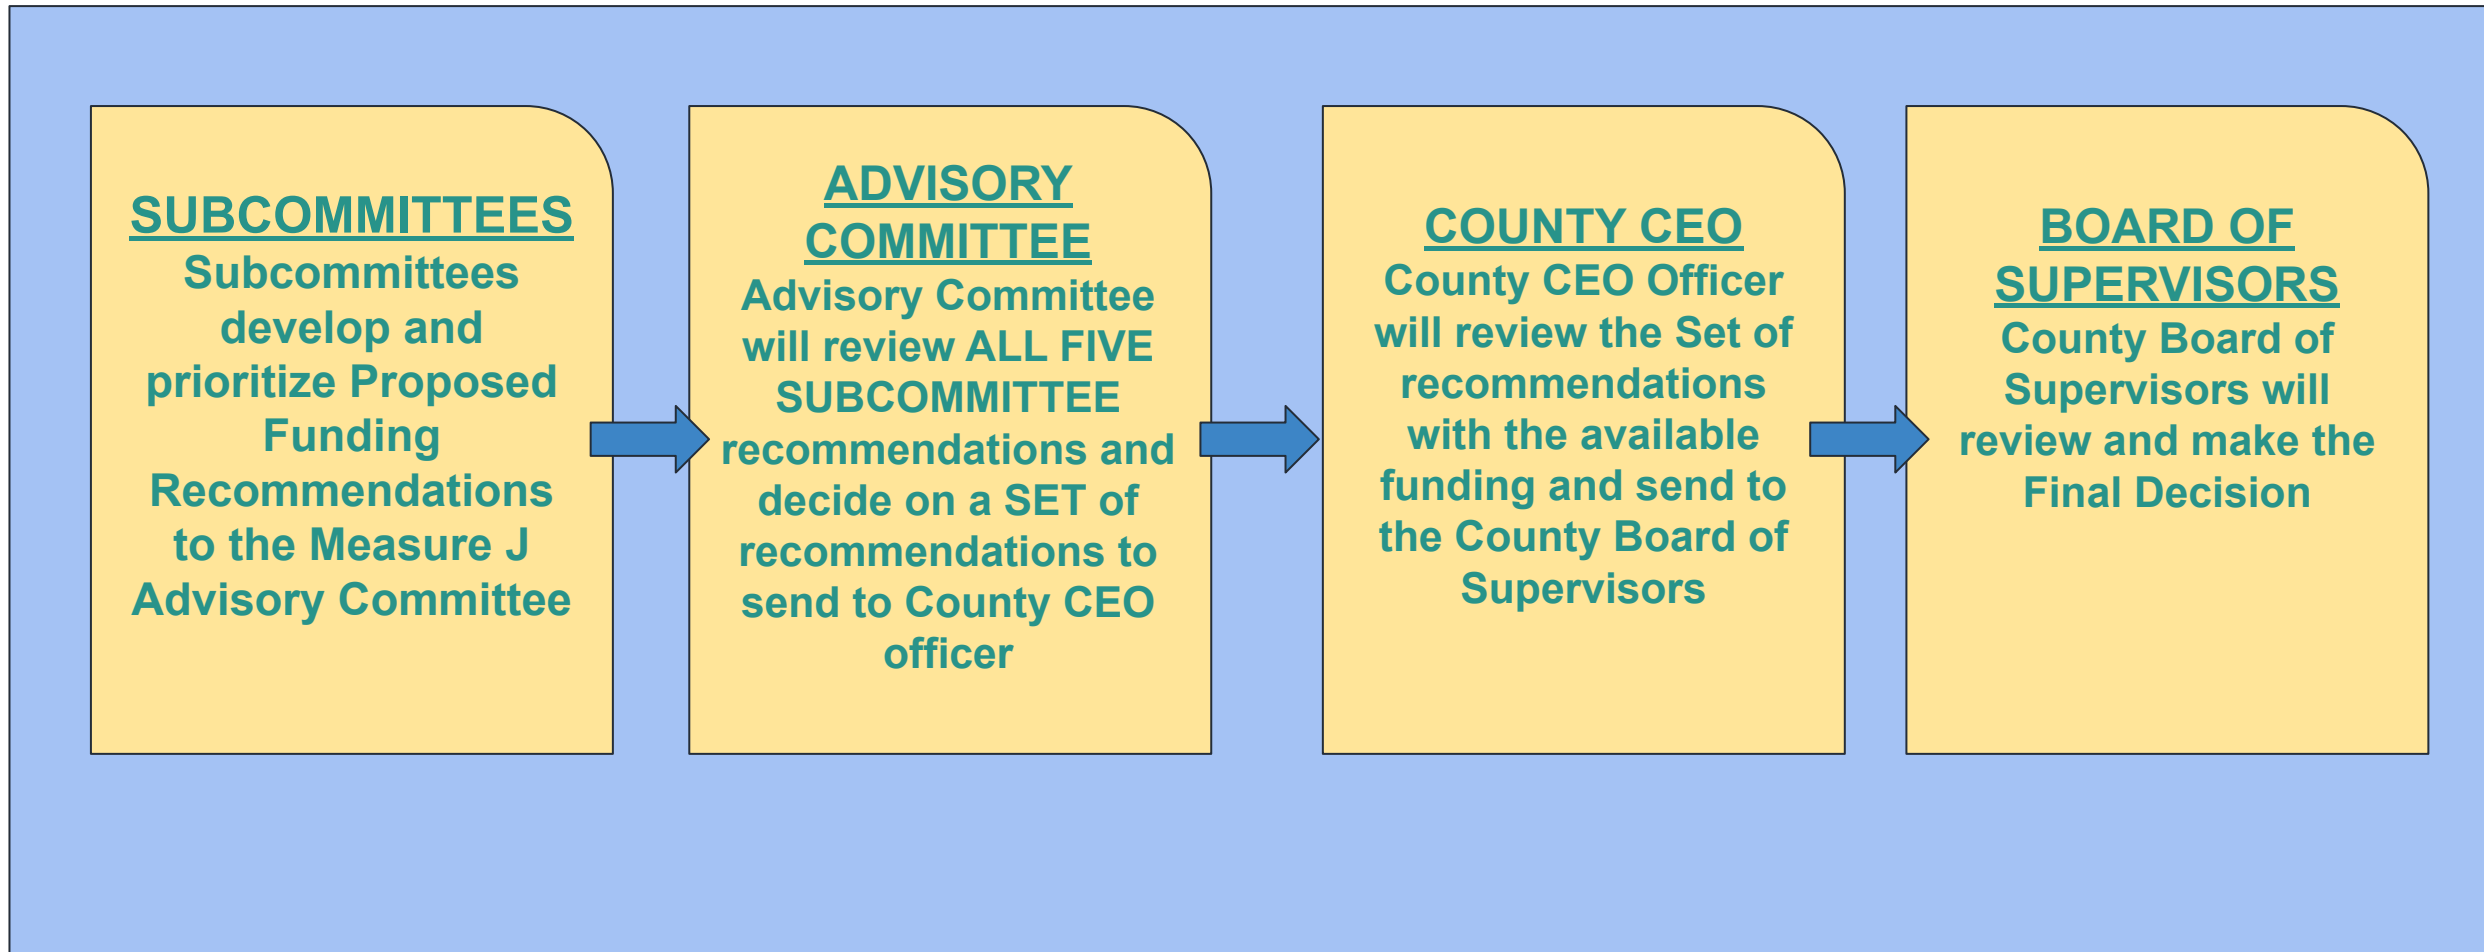 SUBCOMMITTEES
Subcommittees
develop and
prioritize Proposed
Funding
Recommendations
to the Measure J
Advisory Committee
ADVISORY
COMMITTEE
Advisory Committee
will review ALL FIVE
SUBCOMMITTEE
recommendations and
decide on a SET of
recommendations to
send to County CEO
officer
COUNTY CEO
County CEO Officer
will review the Set of
recommendations
with the available
funding and send to
the County Board of
Supervisors
BOARD OF
SUPERVISORS
County Board of
Supervisors will
review and make the
Final Decision